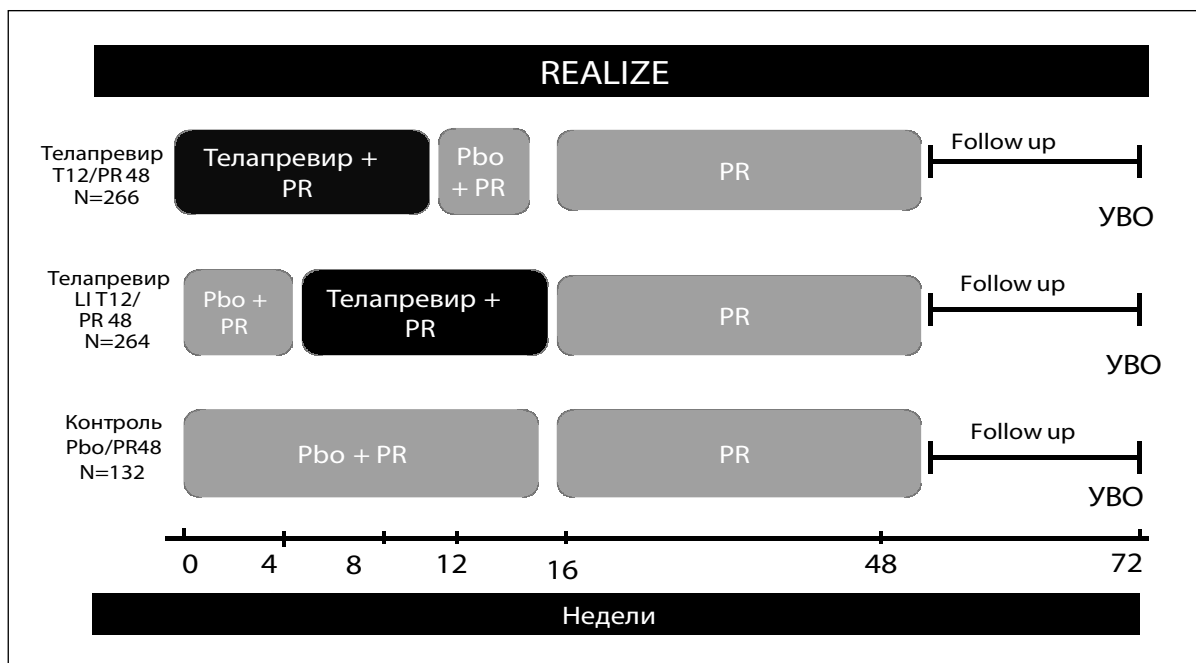 REALIZE
Телапревир
T12/PR 48
N=266
Телапревир +
PR
Pbo
+ PR
PR
Follow up
УВО
Телапревир
LI T12/
PR 48
N=264
Pbo +
PR
Телапревир +
PR
PR
Follow up
УВО
Контроль
Pbo/PR48
N=132
Pbo + PR
PR
Follow up
УВО
0 4 8 12 16 48 72
Недели